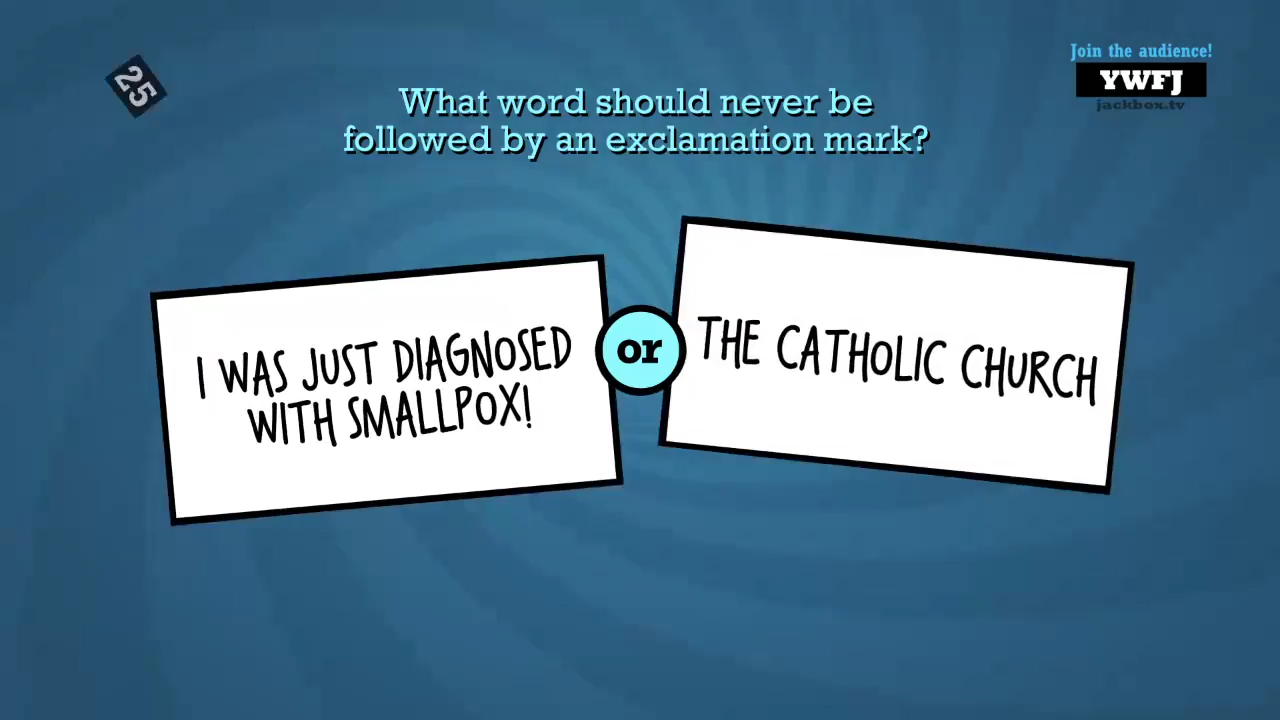 Join the audience!
YWFJ
jackbox.tv
25
What word should never be
followed by an exclamation mark?
I WAS JUST DIAGNOSED
WITH SMALLPOX!
or
THE CATHOLIC CHURCH